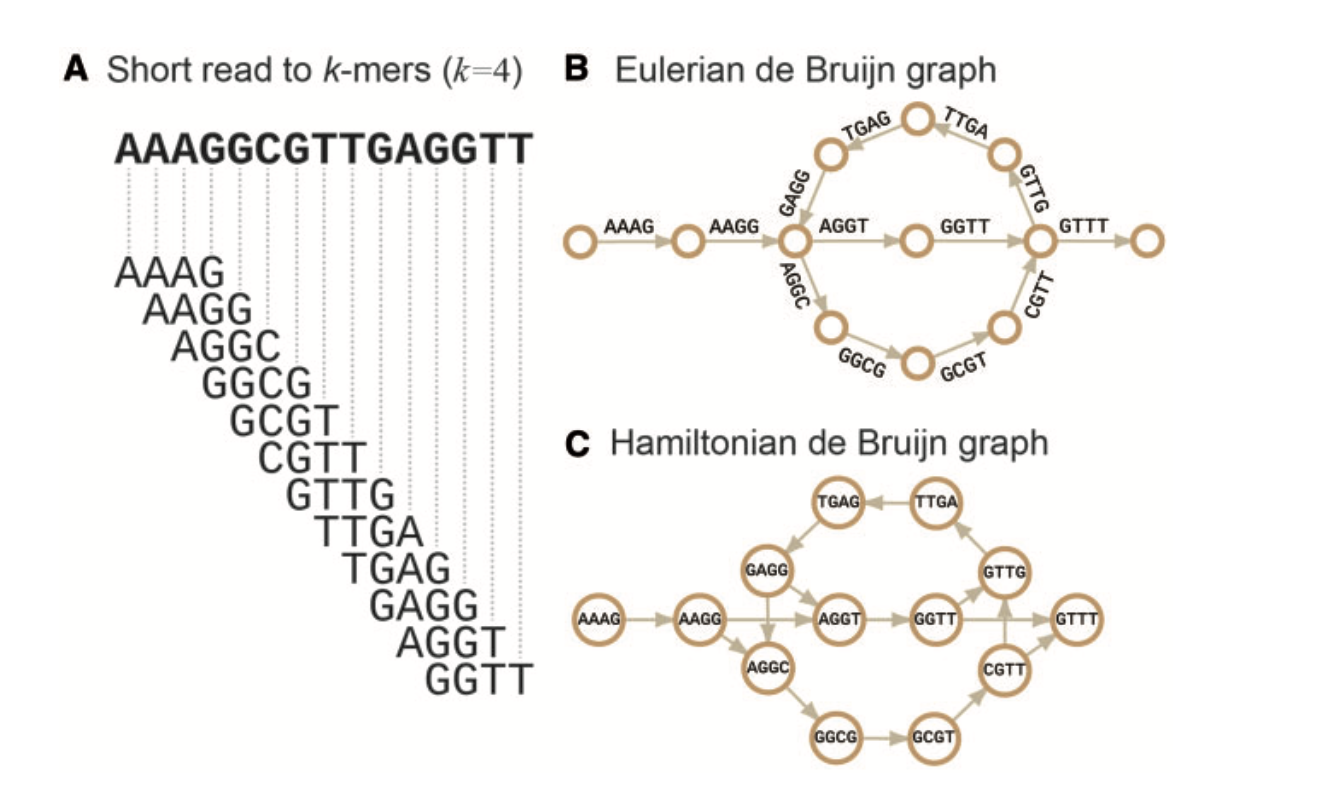 A Short read to k-mers (k=4)
AAAGGCGTTGAGGTT
AAAG
AAGG
AGGC
GGCG
GCGT
CGTT
GTTG
TTGA
TGAG
GAGG
AGGT
GGTT
B Eulerian de Bruijn graph
TGAG
TTGA
GAGG
GTTG
AAAG
AAGG
AGGT
GGTT
GTTT
AGGC
CGTT
GGCG
GCGT
C Hamiltonian de Bruijn graph
TGAG
TTGA
GAGG
GTTG
AAAG
AAGG
AGGT
GGTT
GTTT
AGGC
CGTT
GGCG
GCGT